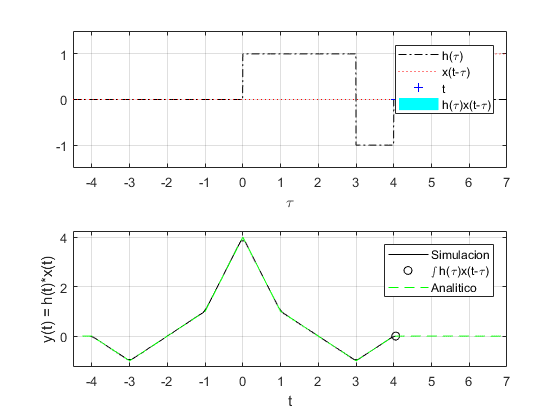 1
0
-1
h(τ)
x(t-τ)
t
h(τ)x(t-τ)
-4 -3 -2 -1 0 1 2 3 4 5 6 7
τ
y(t) = h(t)*x(t)
4
2
0
Simulacion
∫h(τ)x(t-τ)
Analitico
-4 -3 -2 -1 0 1 2 3 4 5 6 7
t